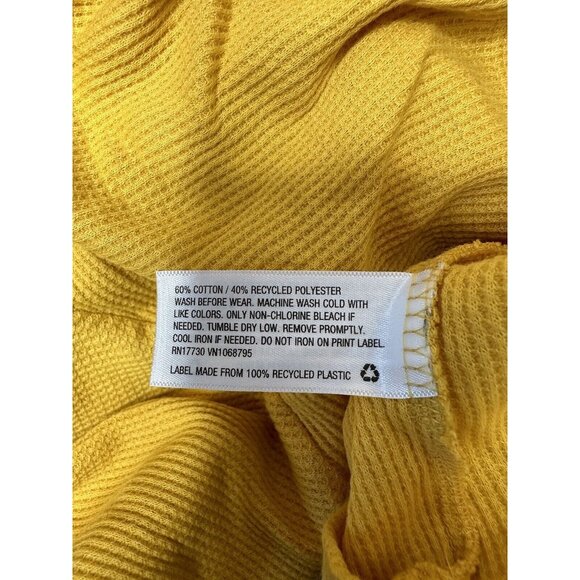 60% COTTON / 40% RECYCLED POLYESTER
WASH BEFORE WEAR. MACHINE WASH COLD WITH
LIKE COLORS. ONLY NON-CHLORINE BLEACH IF
NEEDED. TUMBLE DRY LOW. REMOVE PROMPTLY.
COOL IRON IF NEEDED. DO NOT IRON ON PRINT LABEL.
RN17730 VN1068795
LABEL MADE FROM 100% RECYCLED PLASTIC